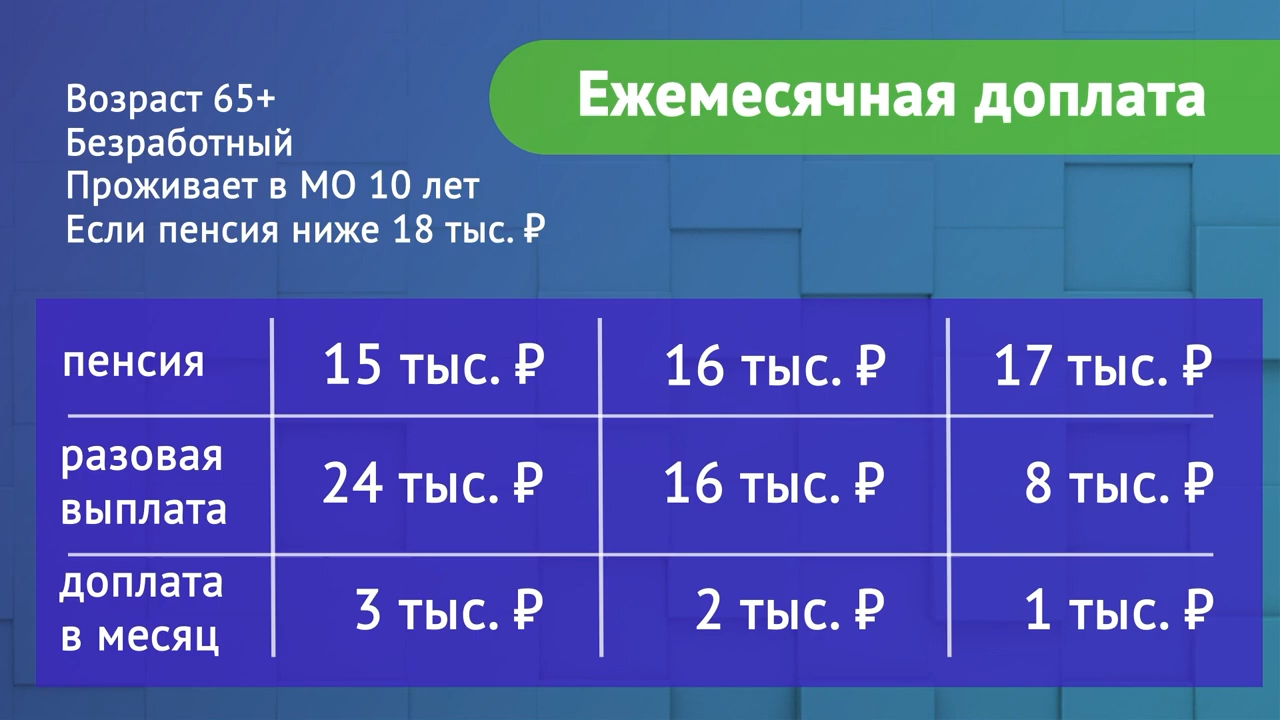 Ежемесячная доплата
Возраст 65+
Безработный
Проживает в МО 10 лет
Если пенсия ниже 18 тыс. ₽
пенсия 15 тыс. ₽ 16 тыс. ₽ 17 тыс. ₽
разовая
выплата 24 тыс. ₽ 16 тыс. ₽ 8 тыс. ₽
доплата
в месяц 3 тыс. ₽ 2 тыс. ₽ 1 тыс. ₽